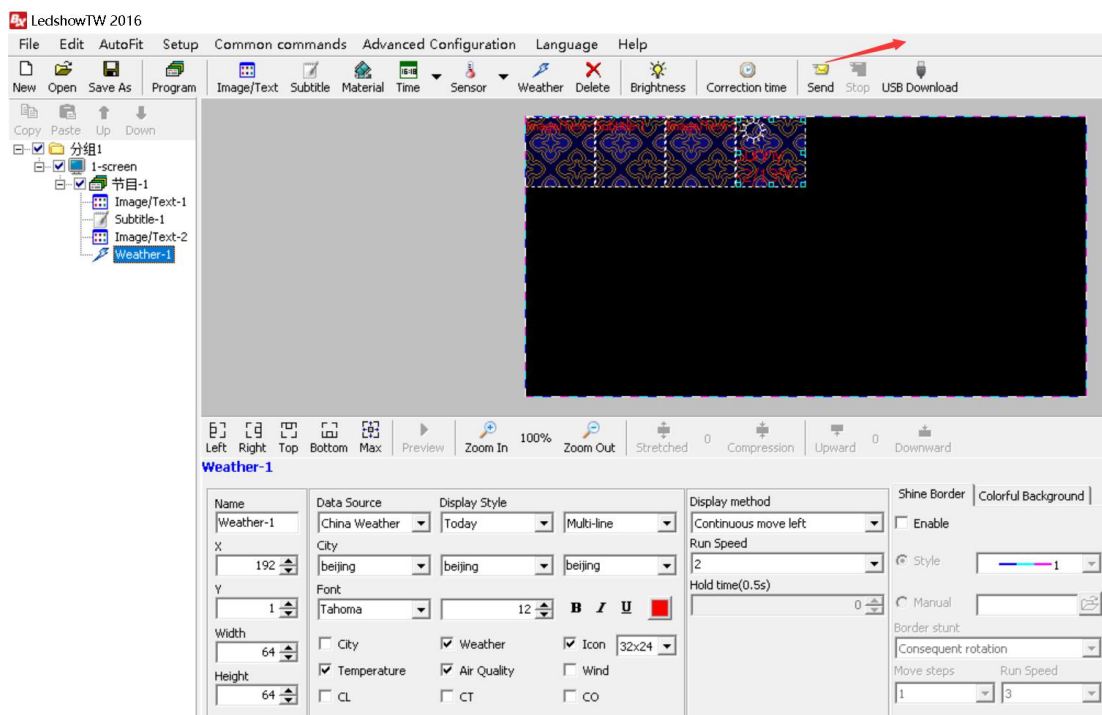 BX LedshowTW 2016
File Edit AutoFit Setup Common commands Advanced Configuration Language Help
New Open Save As Program Image/Text Subtitle Material Time Sensor Weather Delete Brightness Correction time Send Stop USB Download
Copy Paste Up Down
分组1
1-screen
节目-1
Image/Text-1
Subtitle-1
Image/Text-2
Weather-1
Left Right Top Bottom Max Preview Zoom In 100% Zoom Out Stretched 0 Compression Upward 0 Downward
Weather-1
Name Data Source Display Style Display method Shine Border Colorful Background
Weather-1 China Weather Today Multi-line Continuous move left Enable
X City Run Speed
192 beijing beijing beijing 2 Style 1
Y Font Hold time(0.5s)
1 Tahoma 12 B I U 0 Manual
Width Border stunt
64 City Weather Icon 32x24 Consequent rotation
Height Temperature Air Quality Wind Move steps Run Speed
64 CL CT CO 1 3